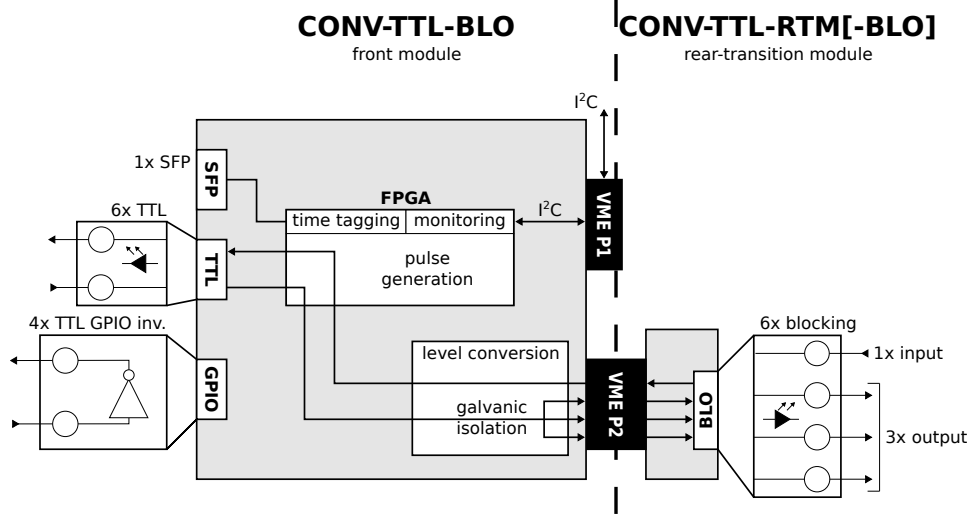 CONV-TTL-BLO
front module
CONV-TTL-RTM[-BLO]
rear-transition module
I²C
1x SFP
SFP
6x TTL
TTL
FPGA
time tagging
monitoring
pulse
generation
I²C
VME P1
4x TTL GPIO inv.
GPIO
level conversion
galvanic
isolation
VME P2
BLO
6x blocking
1x input
3x output